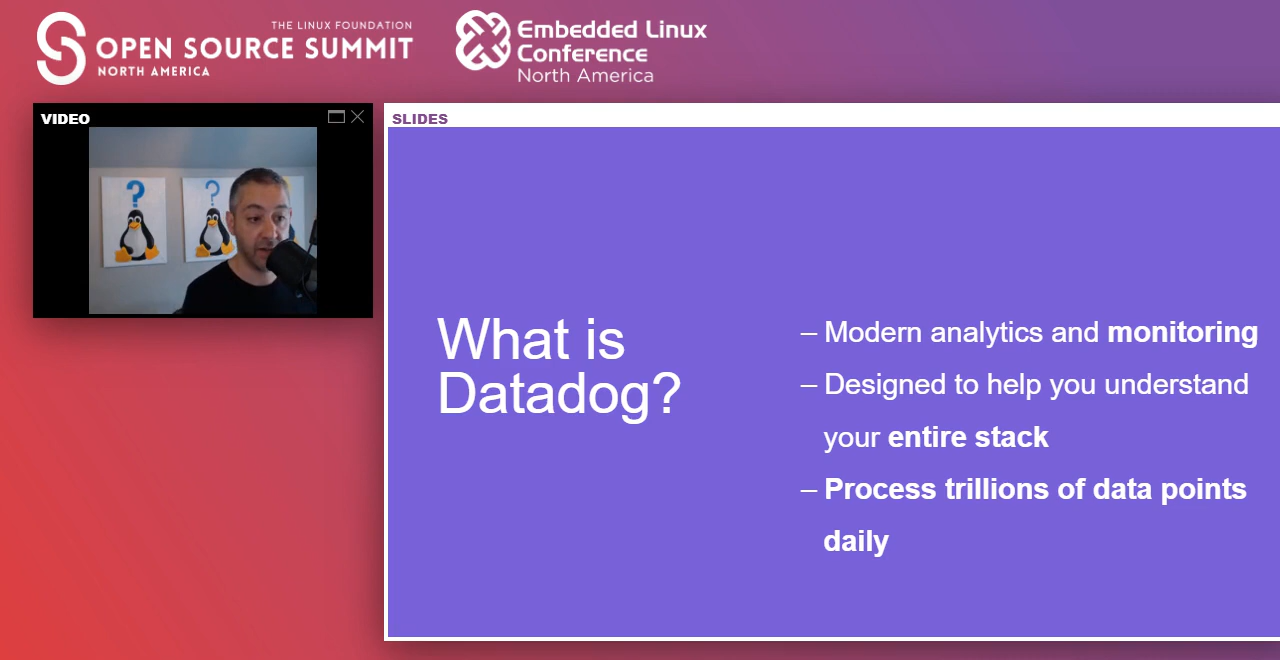 THE LINUX FOUNDATION
OPEN SOURCE SUMMIT
NORTH AMERICA
Embedded Linux
Conference
North America
VIDEO
SLIDES
? ?
What is
Datadog?
– Modern analytics and monitoring
– Designed to help you understand
your entire stack
– Process trillions of data points
daily